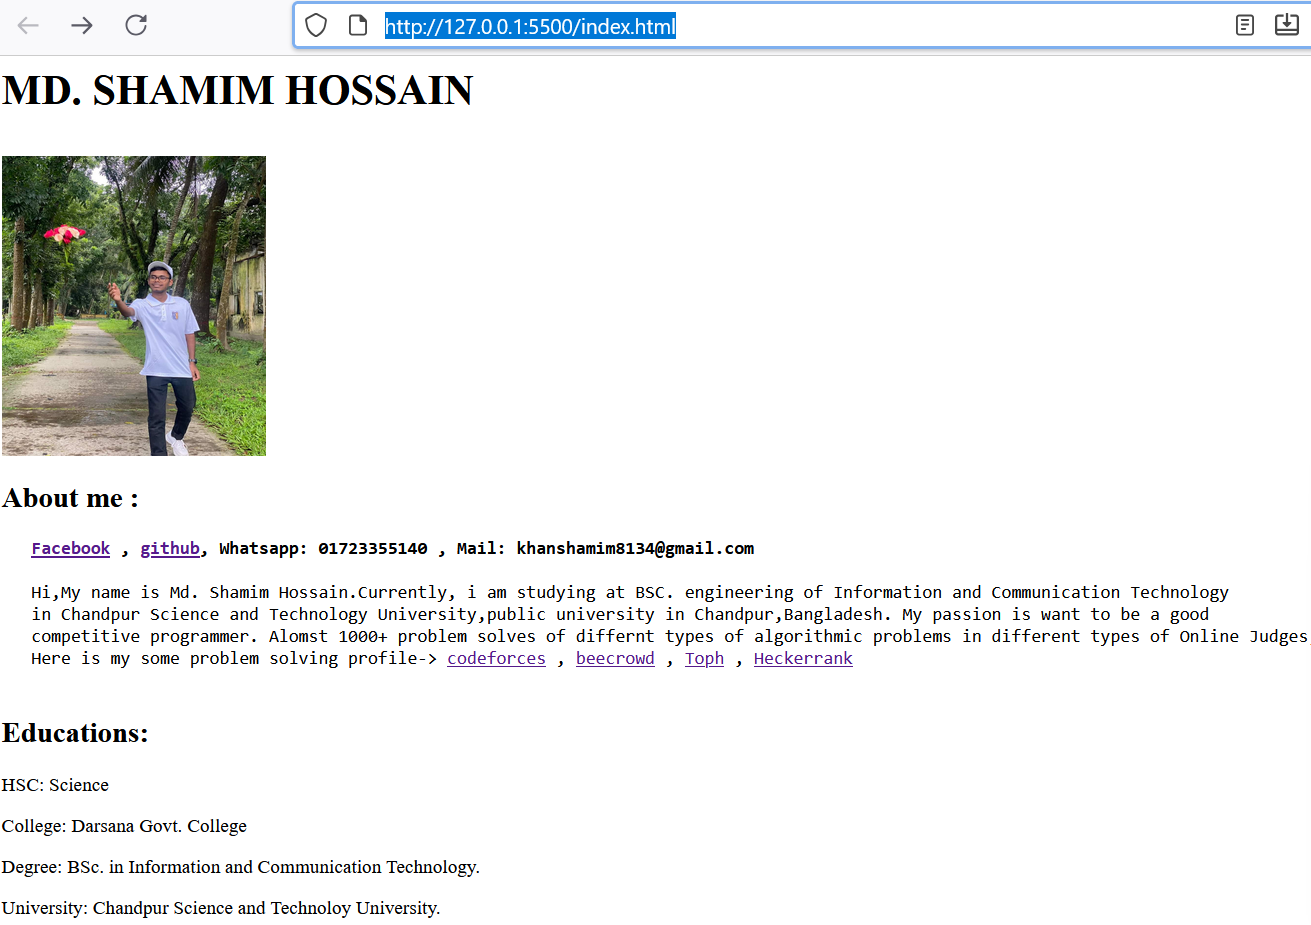 http://127.0.0.1:5500/index.html
MD. SHAMIM HOSSAIN
About me :
Facebook , github, Whatsapp: 01723355140 , Mail: khanshamim8134@gmail.com
Hi,My name is Md. Shamim Hossain.Currently, i am studying at BSC. engineering of Information and Communication Technology
in Chandpur Science and Technology University,public university in Chandpur,Bangladesh. My passion is want to be a good
competitive programmer. Alomst 1000+ problem solves of differnt types of algorithmic problems in different types of Online Judges
Here is my some problem solving profile-> codeforces , beecrowd , Toph , Heckerrank
Educations:
HSC: Science
College: Darsana Govt. College
Degree: BSc. in Information and Communication Technology.
University: Chandpur Science and Technoloy University.